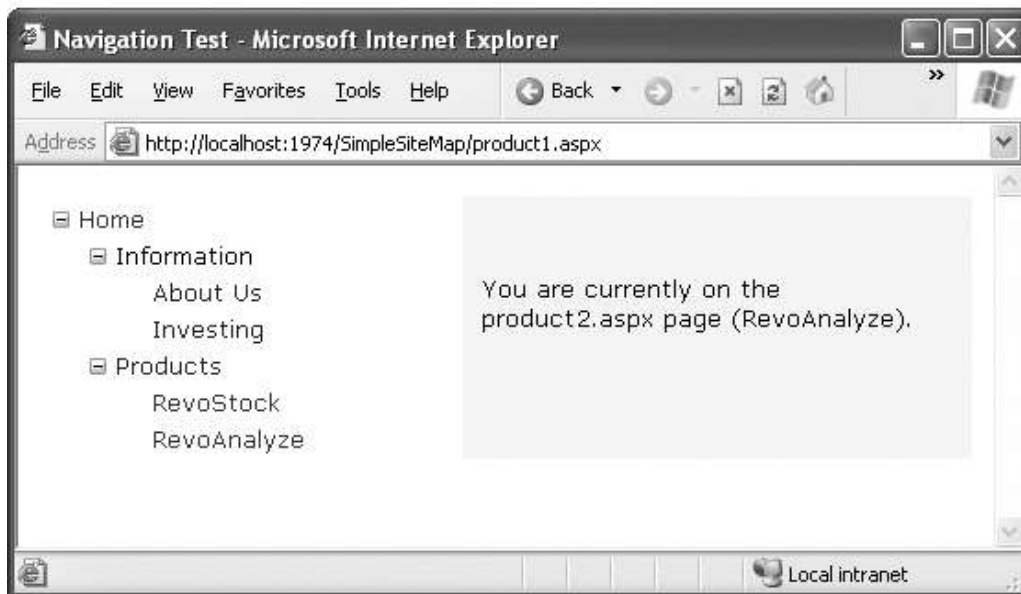 Navigation Test - Microsoft Internet Explorer
File Edit View Favorites Tools Help Back »
Address http://localhost:1974/SimpleSiteMap/product1.aspx
Home
Information
About Us
Investing
Products
RevoStock
RevoAnalyze
You are currently on the
product2.aspx page (RevoAnalyze).
Local intranet